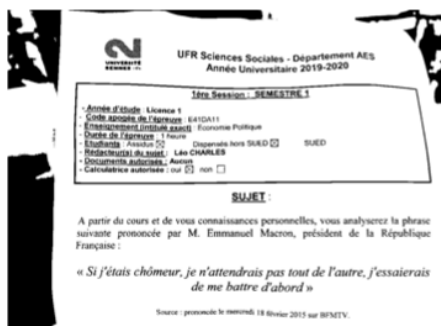 UNIVERSITÉ
RENNES
UFR Sciences Sociales - Département AES
Année Universitaire 2019-2020
1ère Session : SEMESTRE 1
- Année d'étude : Licence 1
- Code apogée de l'épreuve : E41DA11
- Enseignement (intitulé exact) : Economie Politique
- Durée de l'épreuve : 1 heure
- Etudiants : Assidus ☒ Dispensés hors SUED ☒ SUED
- Rédacteur(s) du sujet : Léo CHARLES
- Documents autorisés : Aucun
- Calculatrice autorisée : oui ☒ non ☐
SUJET :
A partir du cours et de vos connaissances personnelles, vous analyserez la phrase
suivante prononcée par M. Emmanuel Macron, président de la République
Française :
« Si j'étais chômeur, je n'attendrais pas tout de l'autre, j'essaierais
de me battre d'abord »
Source : prononcée le mercredi 18 février 2015 sur BFMTV.